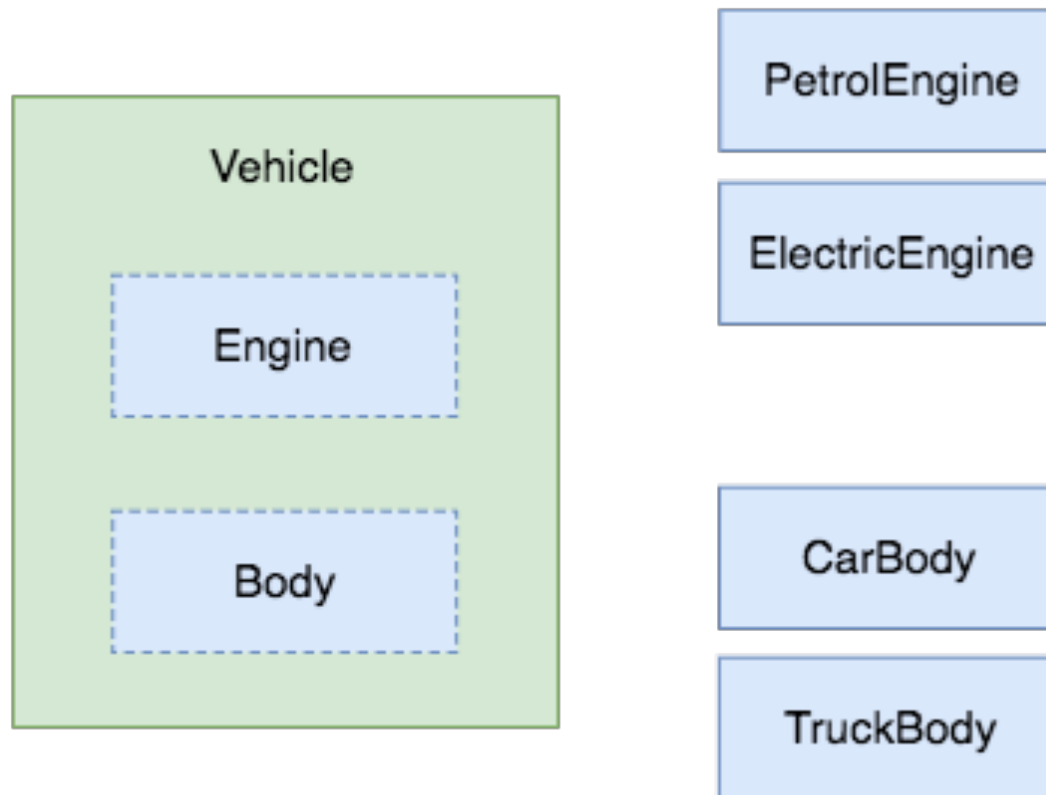 Vehicle
Engine
Body
PetrolEngine
ElectricEngine
CarBody
TruckBody